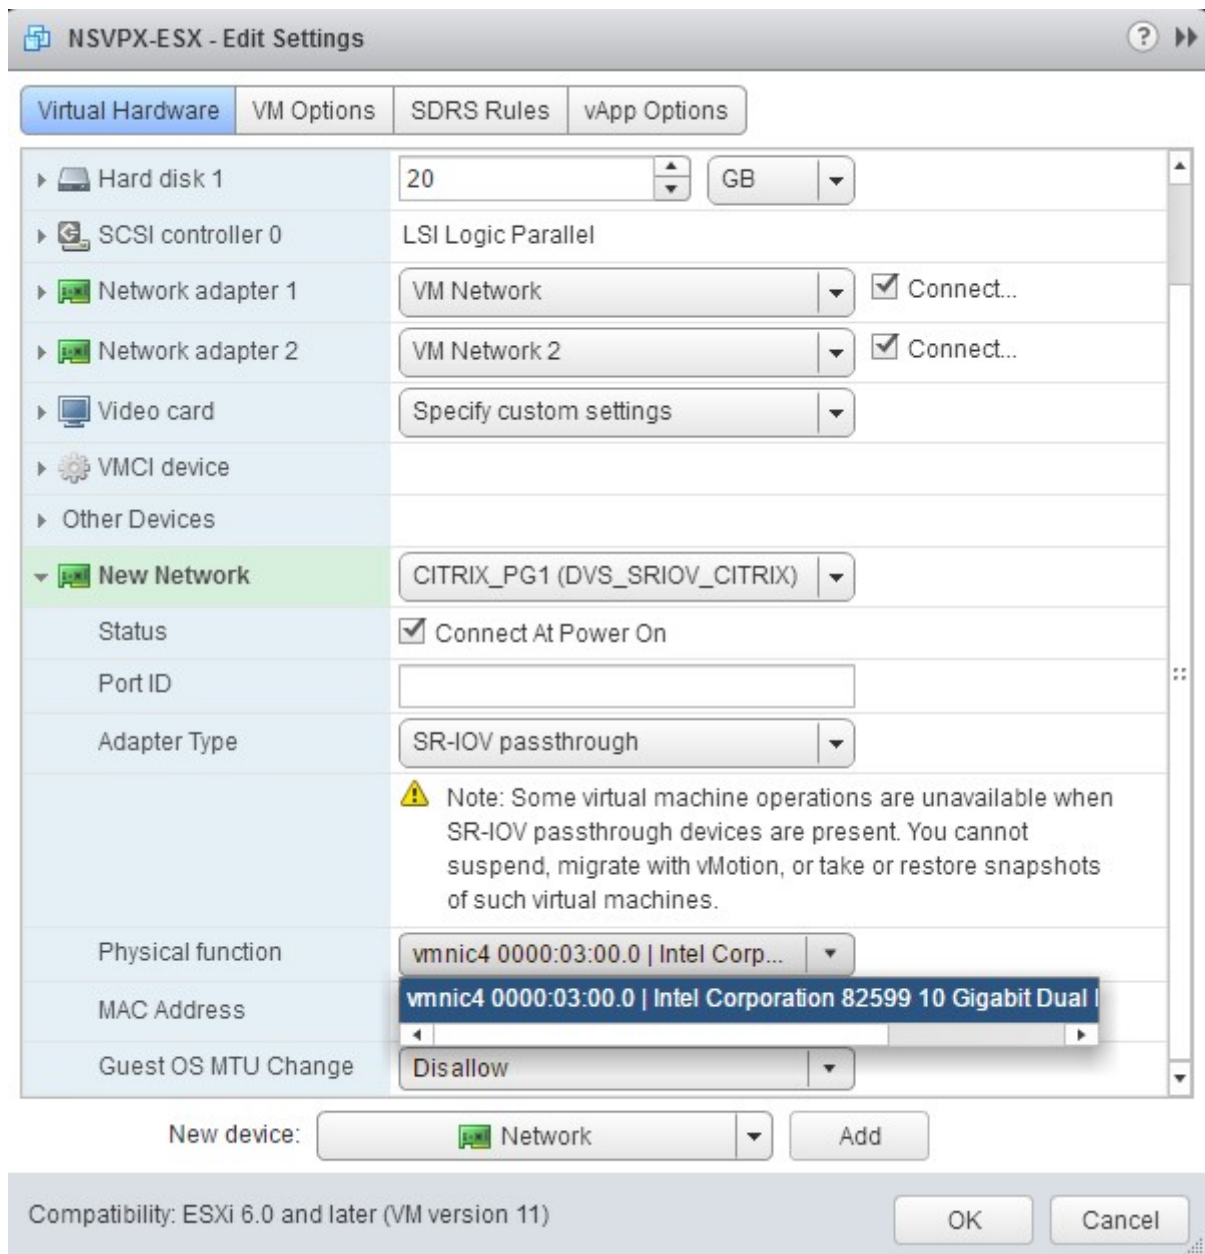 NSVPX-ESX - Edit Settings
Virtual Hardware VM Options SDRS Rules vApp Options
Hard disk 1 20 GB
SCSI controller 0 LSI Logic Parallel
Network adapter 1 VM Network Connect...
Network adapter 2 VM Network 2 Connect...
Video card Specify custom settings
VMCI device
Other Devices
New Network CITRIX_PG1 (DVS_SRIOV_CITRIX)
Status Connect At Power On
Port ID
Adapter Type SR-IOV passthrough
Note: Some virtual machine operations are unavailable when
SR-IOV passthrough devices are present. You cannot
suspend, migrate with vMotion, or take or restore snapshots
of such virtual machines.
Physical function vmnic4 0000:03:00.0 | Intel Corp...
vmnic4 0000:03:00.0 | Intel Corporation 82599 10 Gigabit Dual
MAC Address
Guest OS MTU Change Disallow
New device: Network Add
Compatibility: ESXi 6.0 and later (VM version 11) OK Cancel